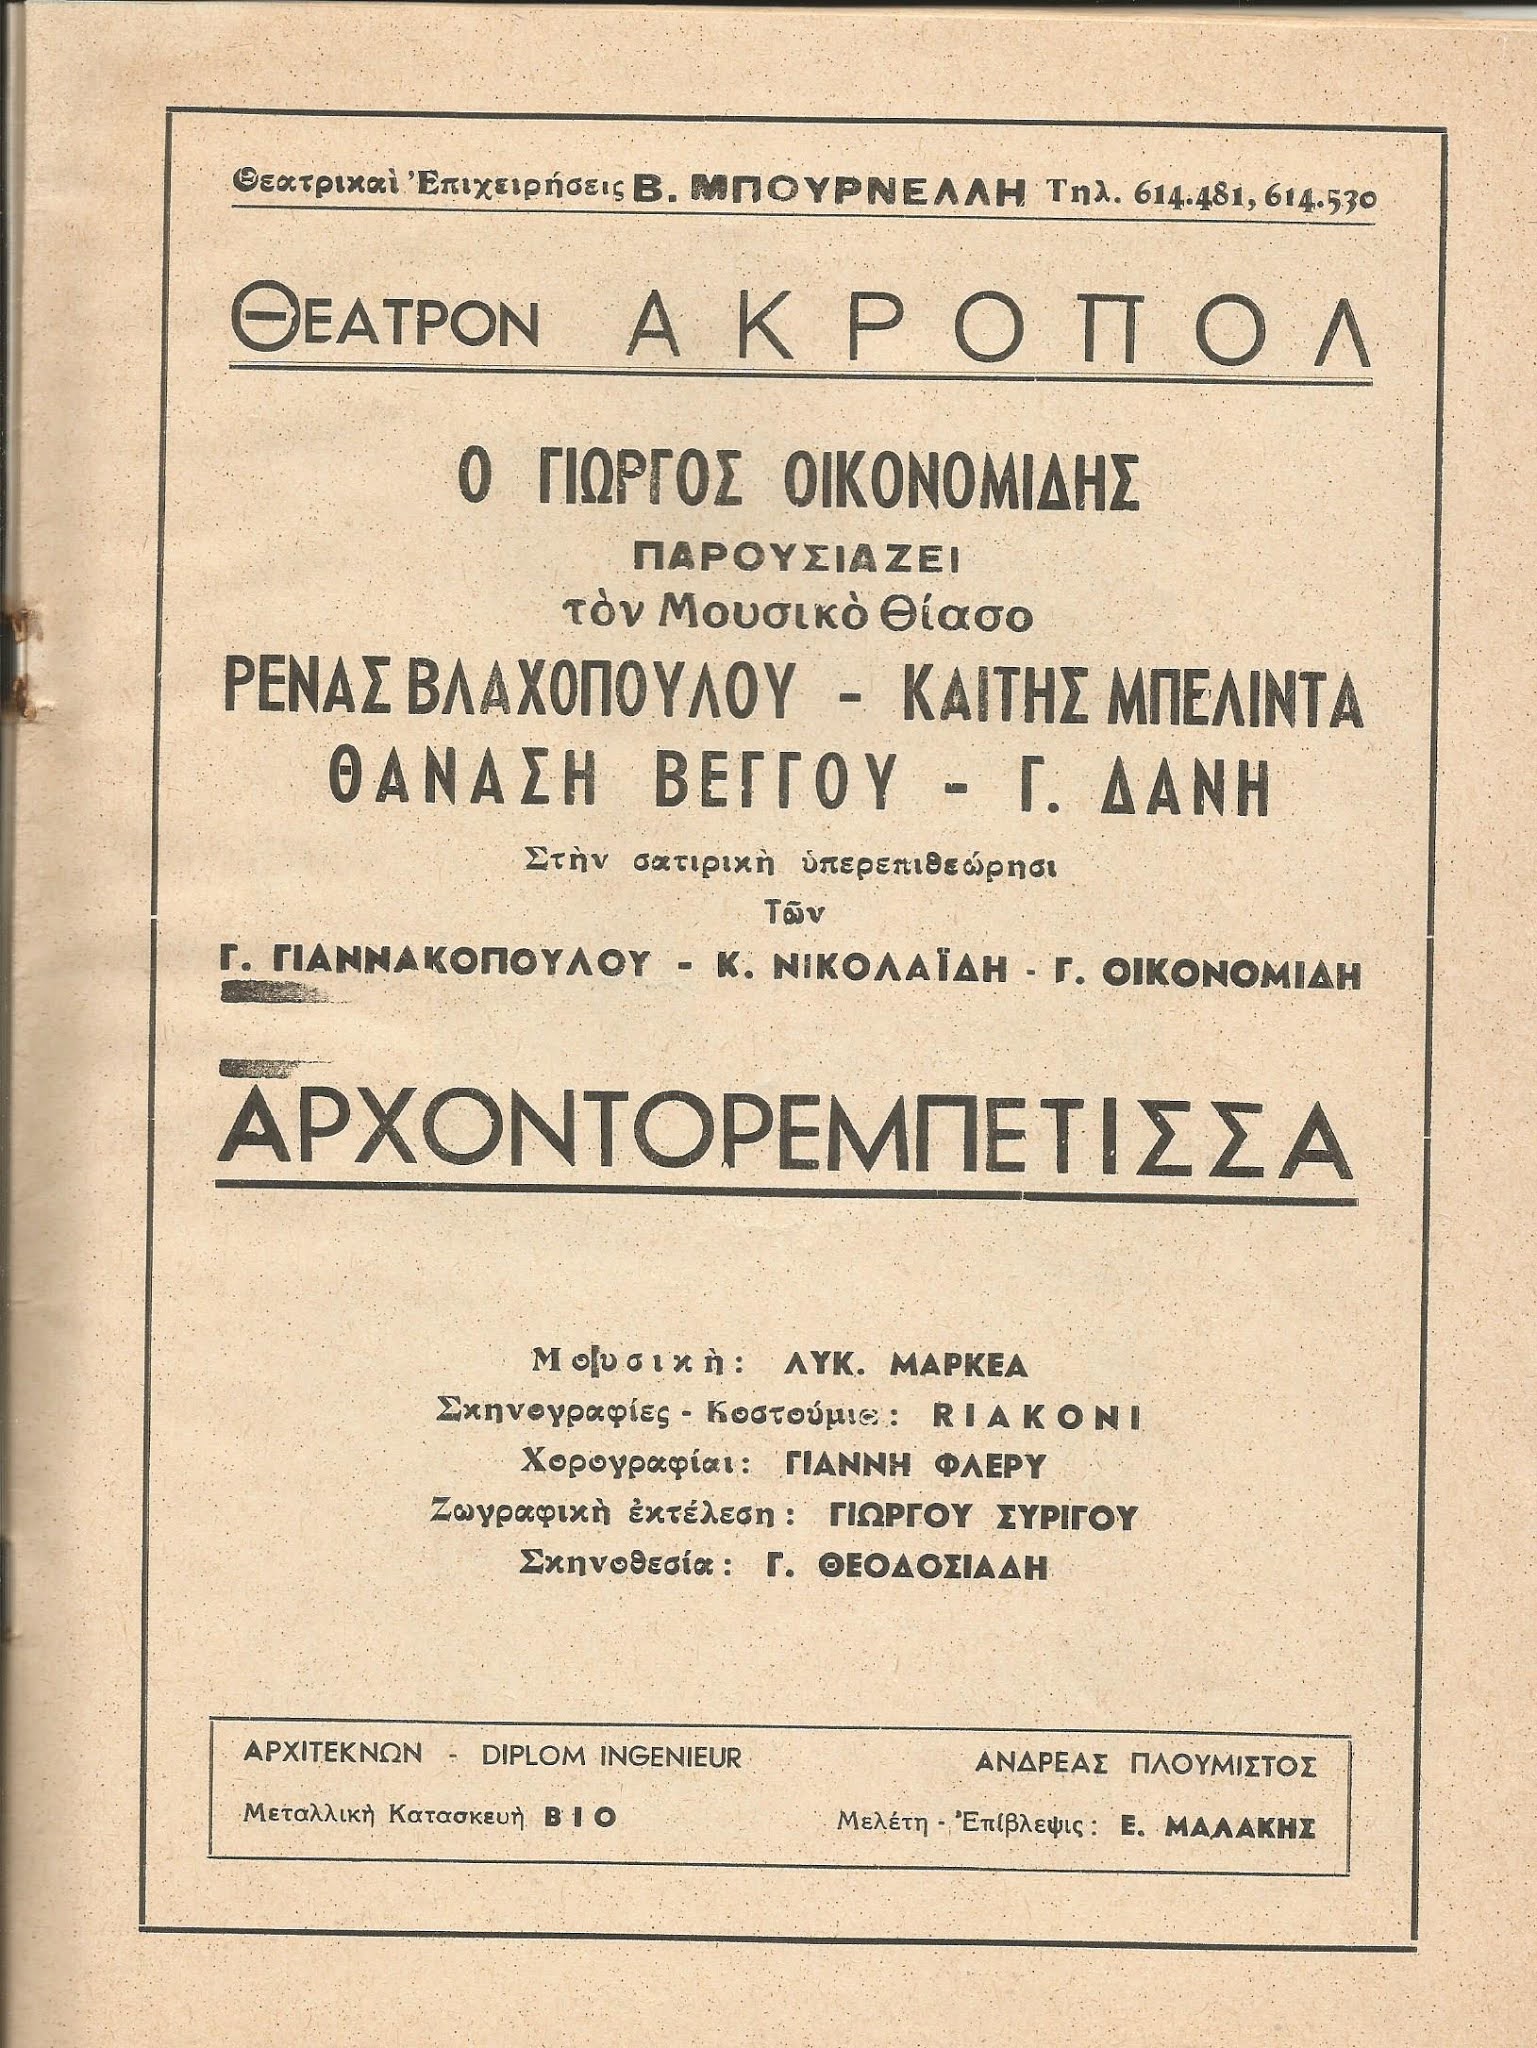 Θεατρικαὶ Ἐπιχειρήσεις Β. ΜΠΟΥΡΝΕΛΛΗ Τηλ. 614.481, 614.530
ΘΕΑΤΡΟΝ ΑΚΡΟΠΟΛ
Ο ΓΙΩΡΓΟΣ ΟΙΚΟΝΟΜΙΔΗΣ
ΠΑΡΟΥΣΙΑΖΕΙ
τὸν Μουσικὸ Θίασο
ΡΕΝΑΣ ΒΛΑΧΟΠΟΥΛΟΥ - ΚΑΙΤΗΣ ΜΠΕΛΙΝΤΑ
ΘΑΝΑΣΗ ΒΕΓΓΟΥ - Γ. ΔΑΝΗ
Στὴν σατιρικὴ ὑπερεπιθεώρησι
Τῶν
Γ. ΓΙΑΝΝΑΚΟΠΟΥΛΟΥ - Κ. ΝΙΚΟΛΑΪΔΗ - Γ. ΟΙΚΟΝΟΜΙΔΗ
ΑΡΧΟΝΤΟΡΕΜΠΕΤΙΣΣΑ
Μουσικὴ: ΛΥΚ. ΜΑΡΚΕΑ
Σκηνογραφίες - Κοστούμια: RIAKONI
Χορογραφίαι: ΓΙΑΝΝΗ ΦΛΕΡΥ
Ζωγραφικὴ ἐκτέλεση: ΓΙΩΡΓΟΥ ΣΥΡΙΓΟΥ
Σκηνοθεσία: Γ. ΘΕΟΔΟΣΙΑΔΗ
ΑΡΧΙΤΕΚΝΩΝ - DIPLOM INGENIEUR ΑΝΔΡΕΑΣ ΠΛΟΥΜΙΣΤΟΣ
Μεταλλικὴ Κατασκευὴ ΒΙΟ Μελέτη - Ἐπίβλεψις: Ε. ΜΑΛΑΚΗΣ